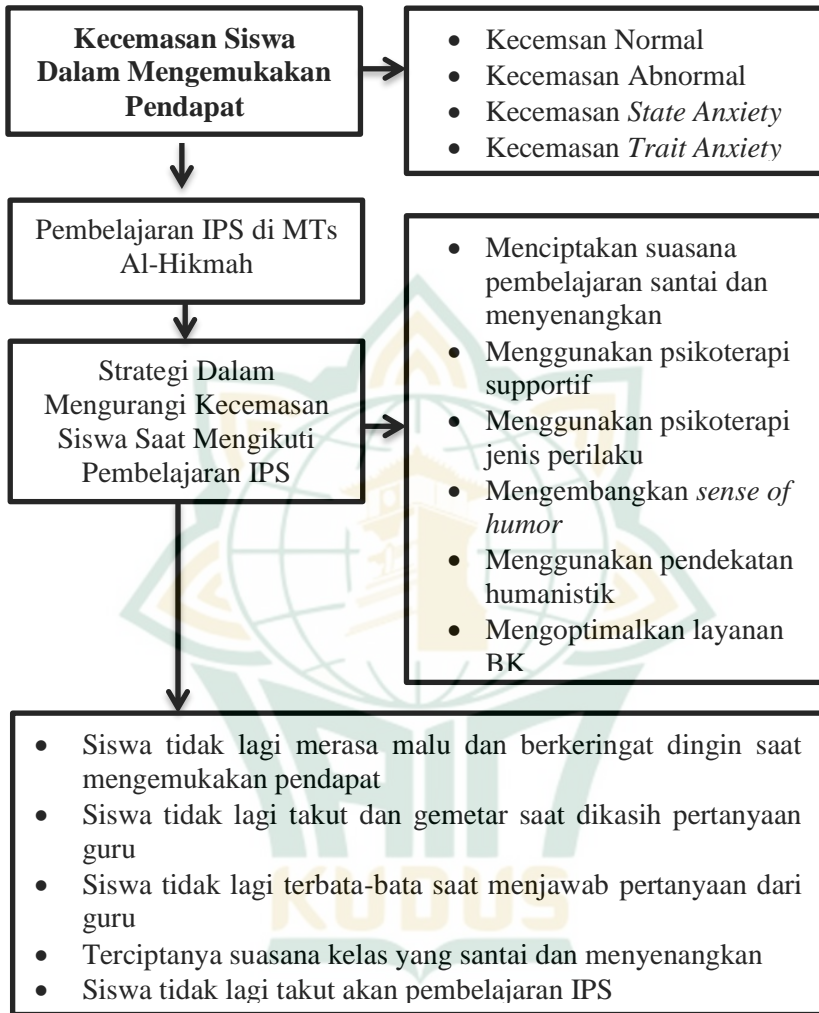 Kecemasan Siswa
Dalam Mengemukakan
Pendapat
• Kecemsan Normal
• Kecemasan Abnormal
• Kecemasan State Anxiety
• Kecemasan Trait Anxiety
Pembelajaran IPS di MTs
Al-Hikmah
Strategi Dalam
Mengurangi Kecemasan
Siswa Saat Mengikuti
Pembelajaran IPS
• Menciptakan suasana
pembelajaran santai dan
menyenangkan
• Menggunakan psikoterapi
supportif
• Menggunakan psikoterapi
jenis perilaku
• Mengembangkan sense of
humor
• Menggunakan pendekatan
humanistik
• Mengoptimalkan layanan
BK
• Siswa tidak lagi merasa malu dan berkeringat dingin saat
mengemukakan pendapat
• Siswa tidak lagi takut dan gemetar saat dikasih pertanyaan
guru
• Siswa tidak lagi terbata-bata saat menjawab pertanyaan dari
guru
• Terciptanya suasana kelas yang santai dan menyenangkan
• Siswa tidak lagi takut akan pembelajaran IPS
KUDUS